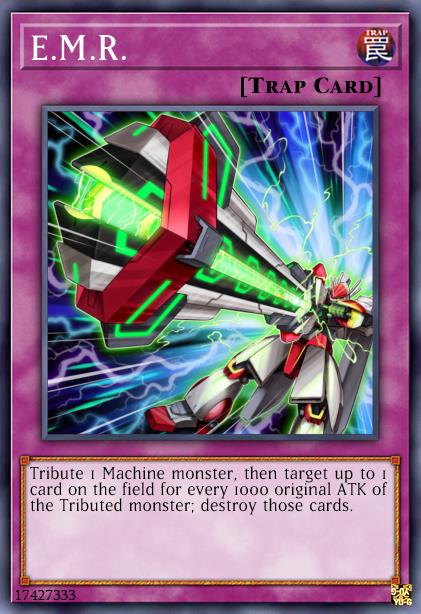 E.M.R.
TRAP
罠
[TRAP CARD]
Tribute 1 Machine monster, then target up to 1
card on the field for every 1000 original ATK of
the Tributed monster; destroy those cards.
17427333